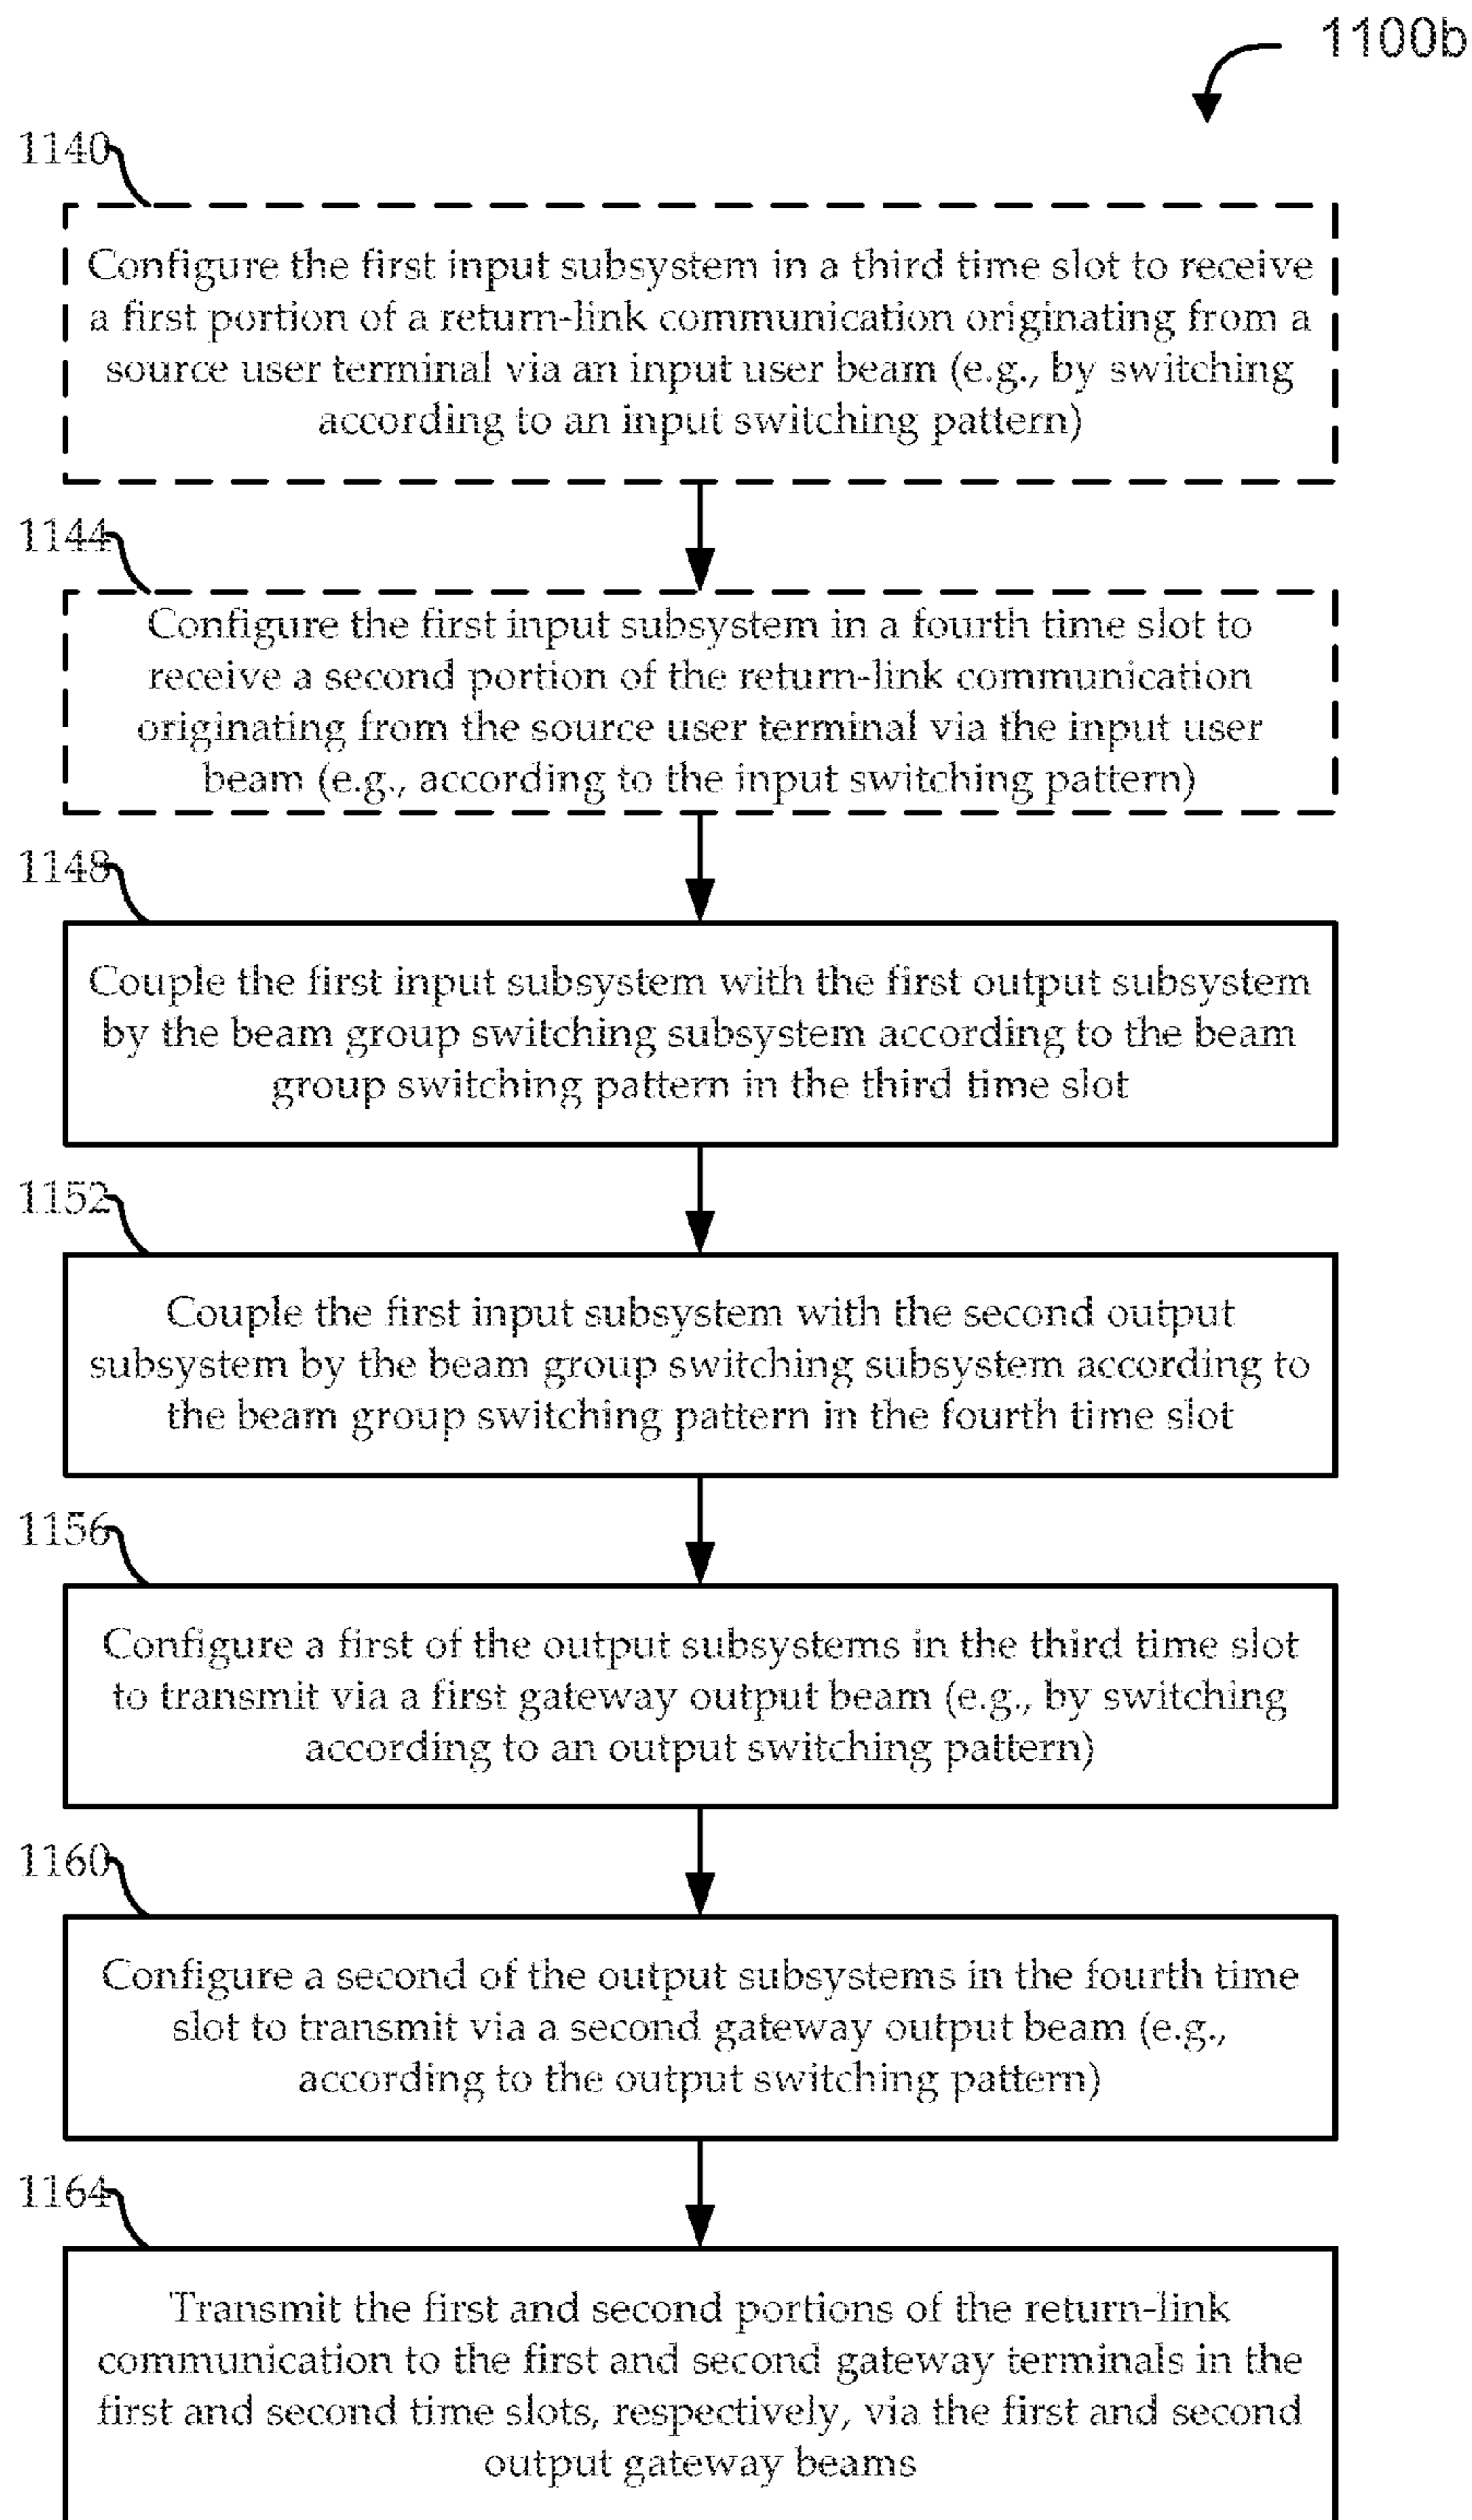 1100b
1140
Configure the first input subsystem in a third time slot to receive
a first portion of a return-link communication originating from a
source user terminal via an input user beam (e.g., by switching
according to an input switching pattern)
1144
Configure the first input subsystem in a fourth time slot to
receive a second portion of the return-link communication
originating from the source user terminal via the input user
beam (e.g., according to the input switching pattern)
1148
Couple the first input subsystem with the first output subsystem
by the beam group switching subsystem according to the beam
group switching pattern in the third time slot
1152
Couple the first input subsystem with the second output
subsystem by the beam group switching subsystem according to
the beam group switching pattern in the fourth time slot
1156
Configure a first of the output subsystems in the third time slot
to transmit via a first gateway output beam (e.g., by switching
according to an output switching pattern)
1160
Configure a second of the output subsystems in the fourth time
slot to transmit via a second gateway output beam (e.g.,
according to the output switching pattern)
1164
Transmit the first and second portions of the return-link
communication to the first and second gateway terminals in the
first and second time slots, respectively, via the first and second
output gateway beams